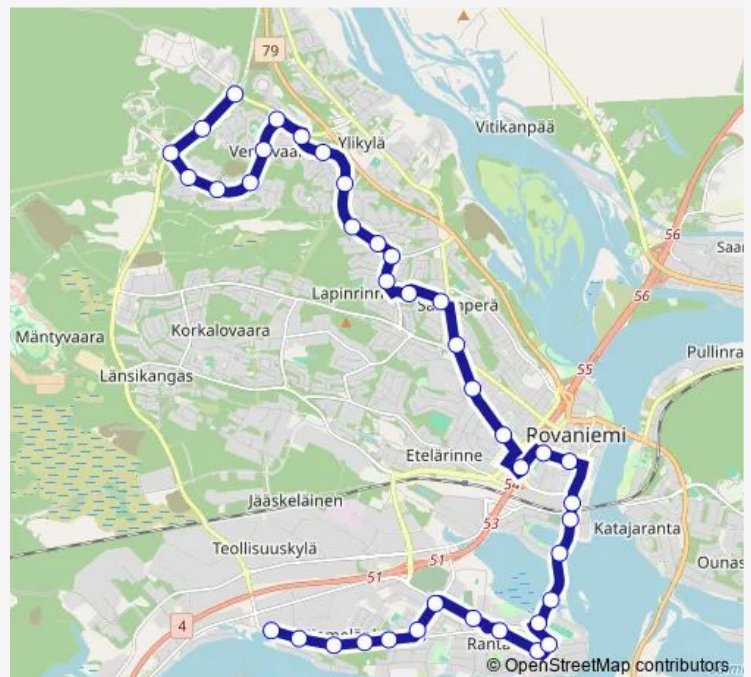 79
Vitikanpää
Ylikylä
56
56
Lapinrinn
Mäntyvaara
Korkalovaara
Pullinra
Länsikangas
55
Rovaniemi
Etelärinne
Jääskeläinen
53
Katajaranta
Teollisuuskylä
51
51
Ounas
4
Ranta
© OpenStreetMap contributors